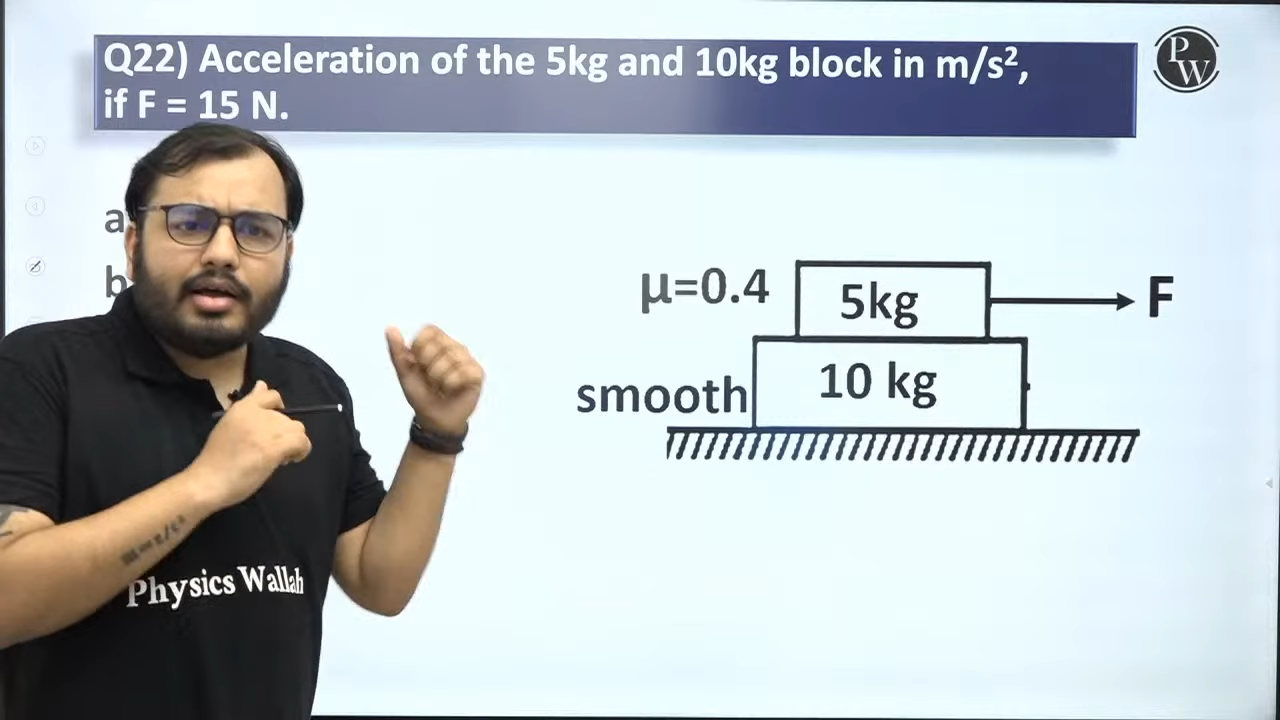 Q22) Acceleration of the 5kg and 10kg block in m/s²,
if F = 15 N.
P
W
a
b
μ=0.4
5kg
F
smooth
10 kg
Physics Wallah